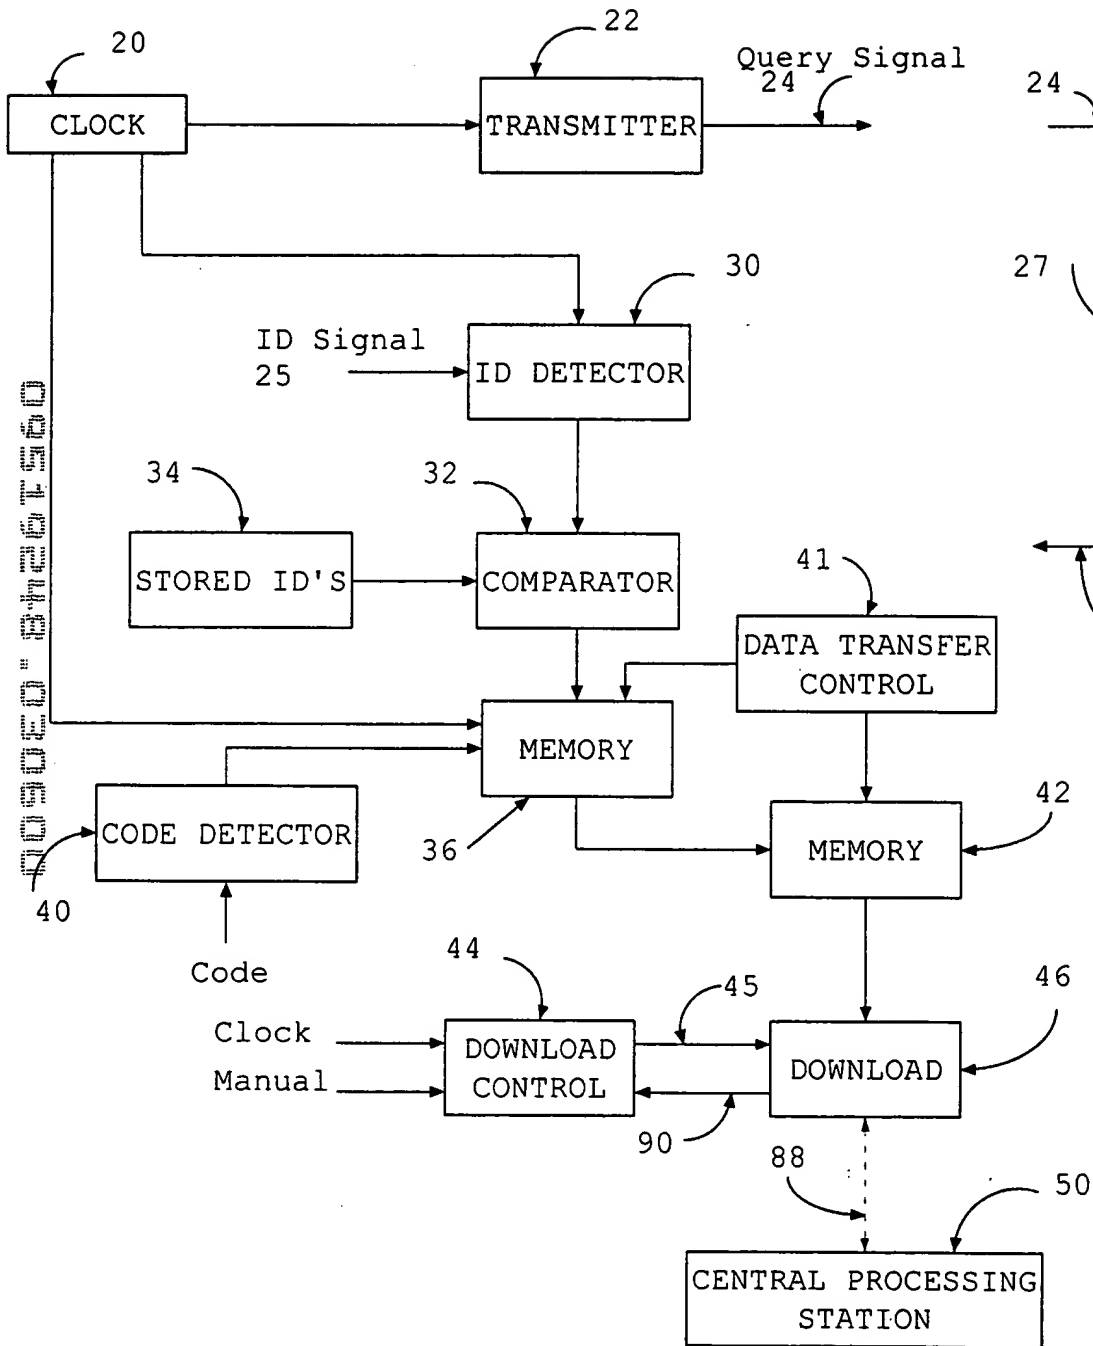 20
22
Query Signal
24
24
CLOCK
TRANSMITTER
30
27
ID Signal
25
ID DETECTOR
34
32
STORED ID'S
COMPARATOR
41
DATA TRANSFER
CONTROL
MEMORY
CODE DETECTOR
36
42
MEMORY
40
Code
44
45
46
Clock
Manual
DOWNLOAD
CONTROL
DOWNLOAD
90
88
50
CENTRAL PROCESSING
STATION
09519248.030500